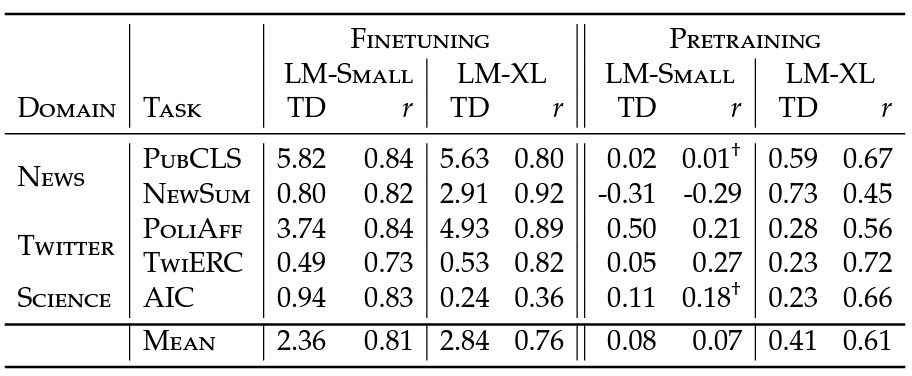 FINETUNING PRETRAINING
LM-SMALL LM-XL LM-SMALL LM-XL
DOMAIN TASK TD r TD r TD r TD r
NEWS PUBCLS 5.82 0.84 5.63 0.80 0.02 0.01† 0.59 0.67
NEWSUM 0.80 0.82 2.91 0.92 -0.31 -0.29 0.73 0.45
TWITTER POLIAFF 3.74 0.84 4.93 0.89 0.50 0.21 0.28 0.56
TWIERC 0.49 0.73 0.53 0.82 0.05 0.27 0.23 0.72
SCIENCE AIC 0.94 0.83 0.24 0.36 0.11 0.18† 0.23 0.66
MEAN 2.36 0.81 2.84 0.76 0.08 0.07 0.41 0.61